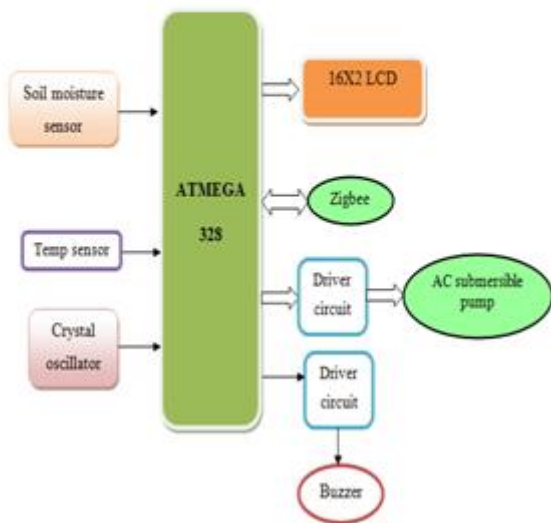 Soil moisture
sensor
Temp sensor
Crystal
oscillator
ATMEGA
328
16X2 LCD
Zigbee
Driver
circuit
AC submersible
pump
Driver
circuit
Buzzer